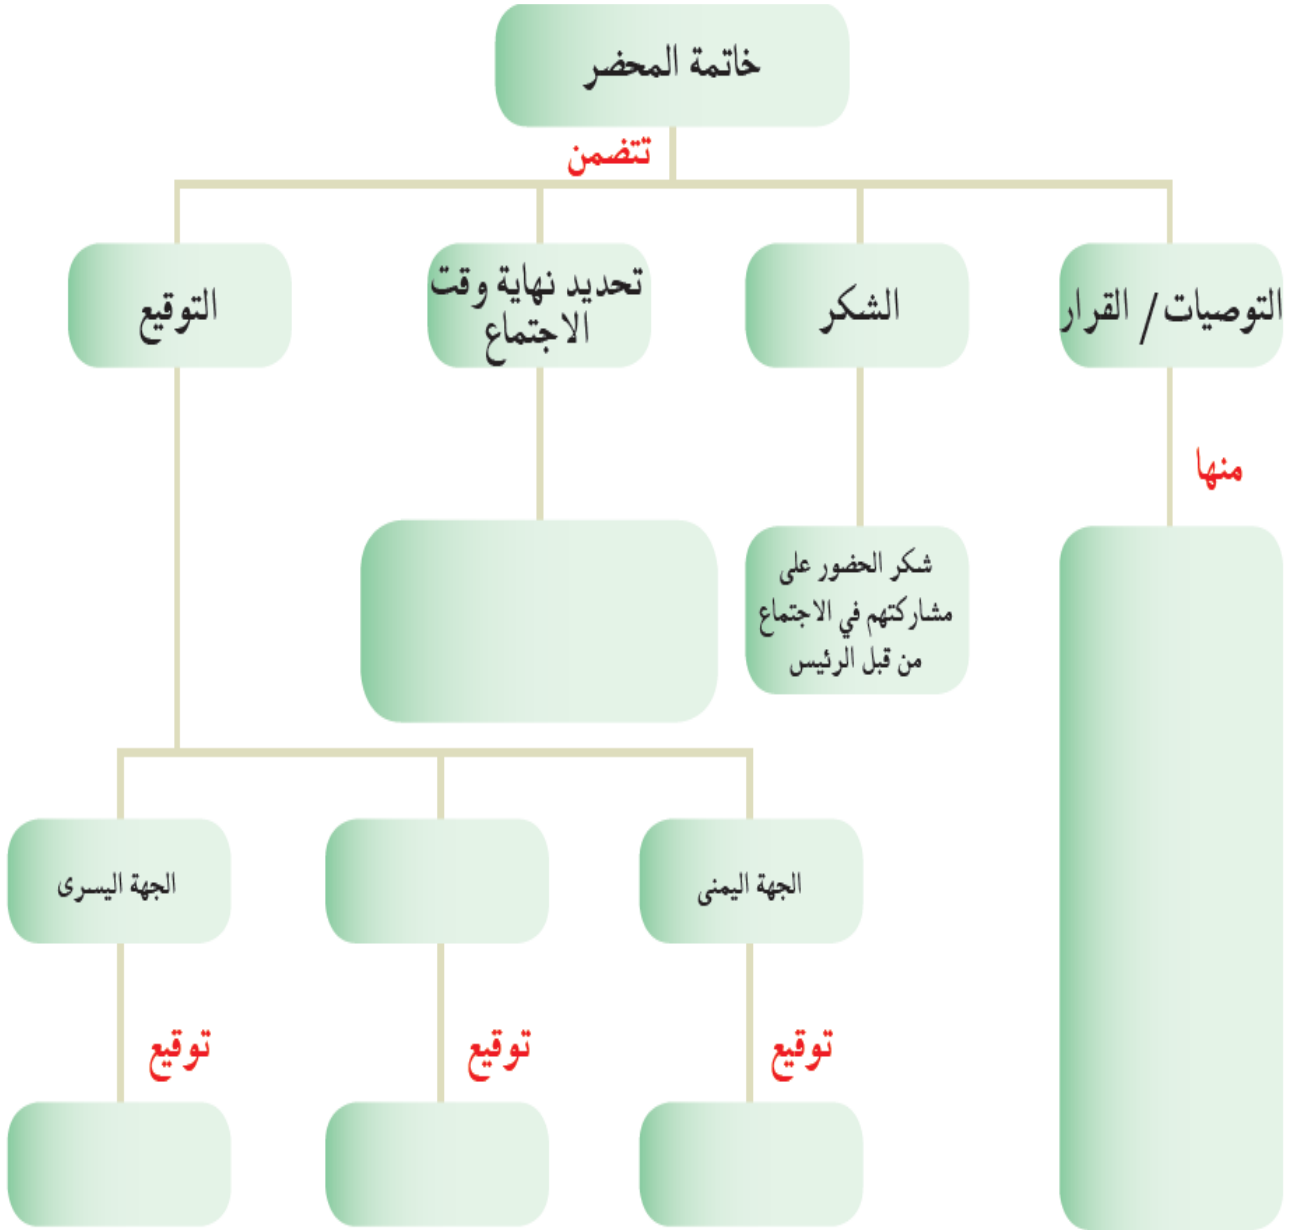 خاتمة المحضر
تتضمن
التوصيات / القرار
الشكر
تحديد نهاية وقت
الاجتماع
التوقيع
منها
شكر الحضور على
مشاركتهم في الاجتماع
من قبل الرئيس
الجهة اليمنى
الجهة اليسرى
توقيع
توقيع
توقيع